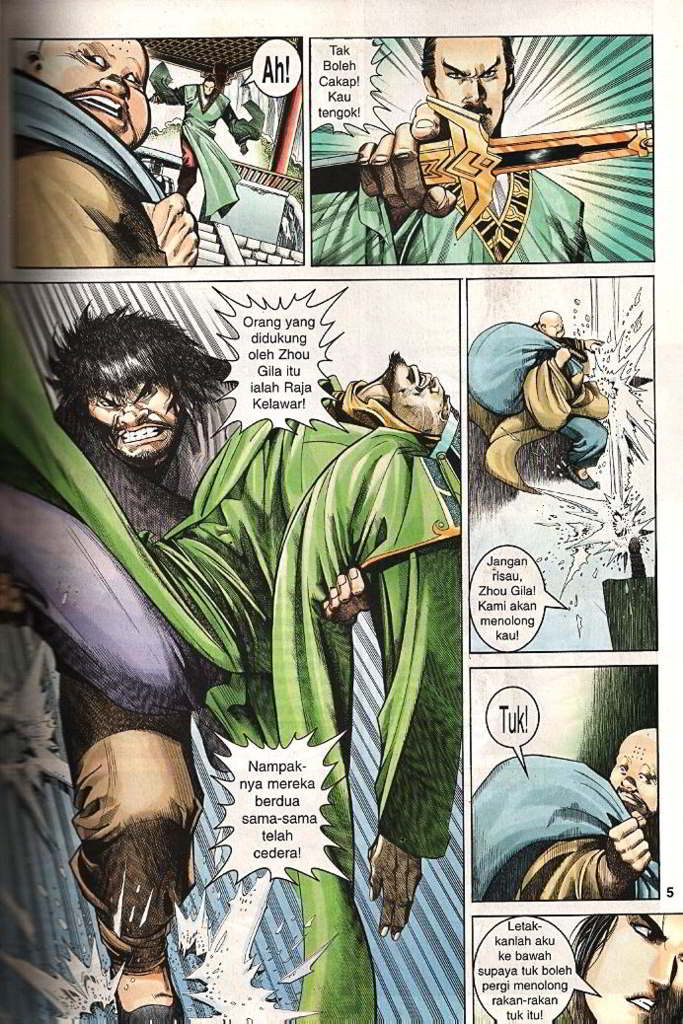 Ah!
Tak
Boleh
Cakap!
Kau
tengok!
Orang yang
didukung
oleh Zhou
Gila itu
ialah Raja
Kelawar!
Jangan
risau,
Zhou Gila!
Kami akan
menolong
kau!
Nampak-
nya mereka
berdua
sama-sama
telah
cedera!
Tuk!
5
Letak-
kanlah aku
ke bawah
supaya tuk boleh
pergi menolong
rakan-rakan
tuk itu!